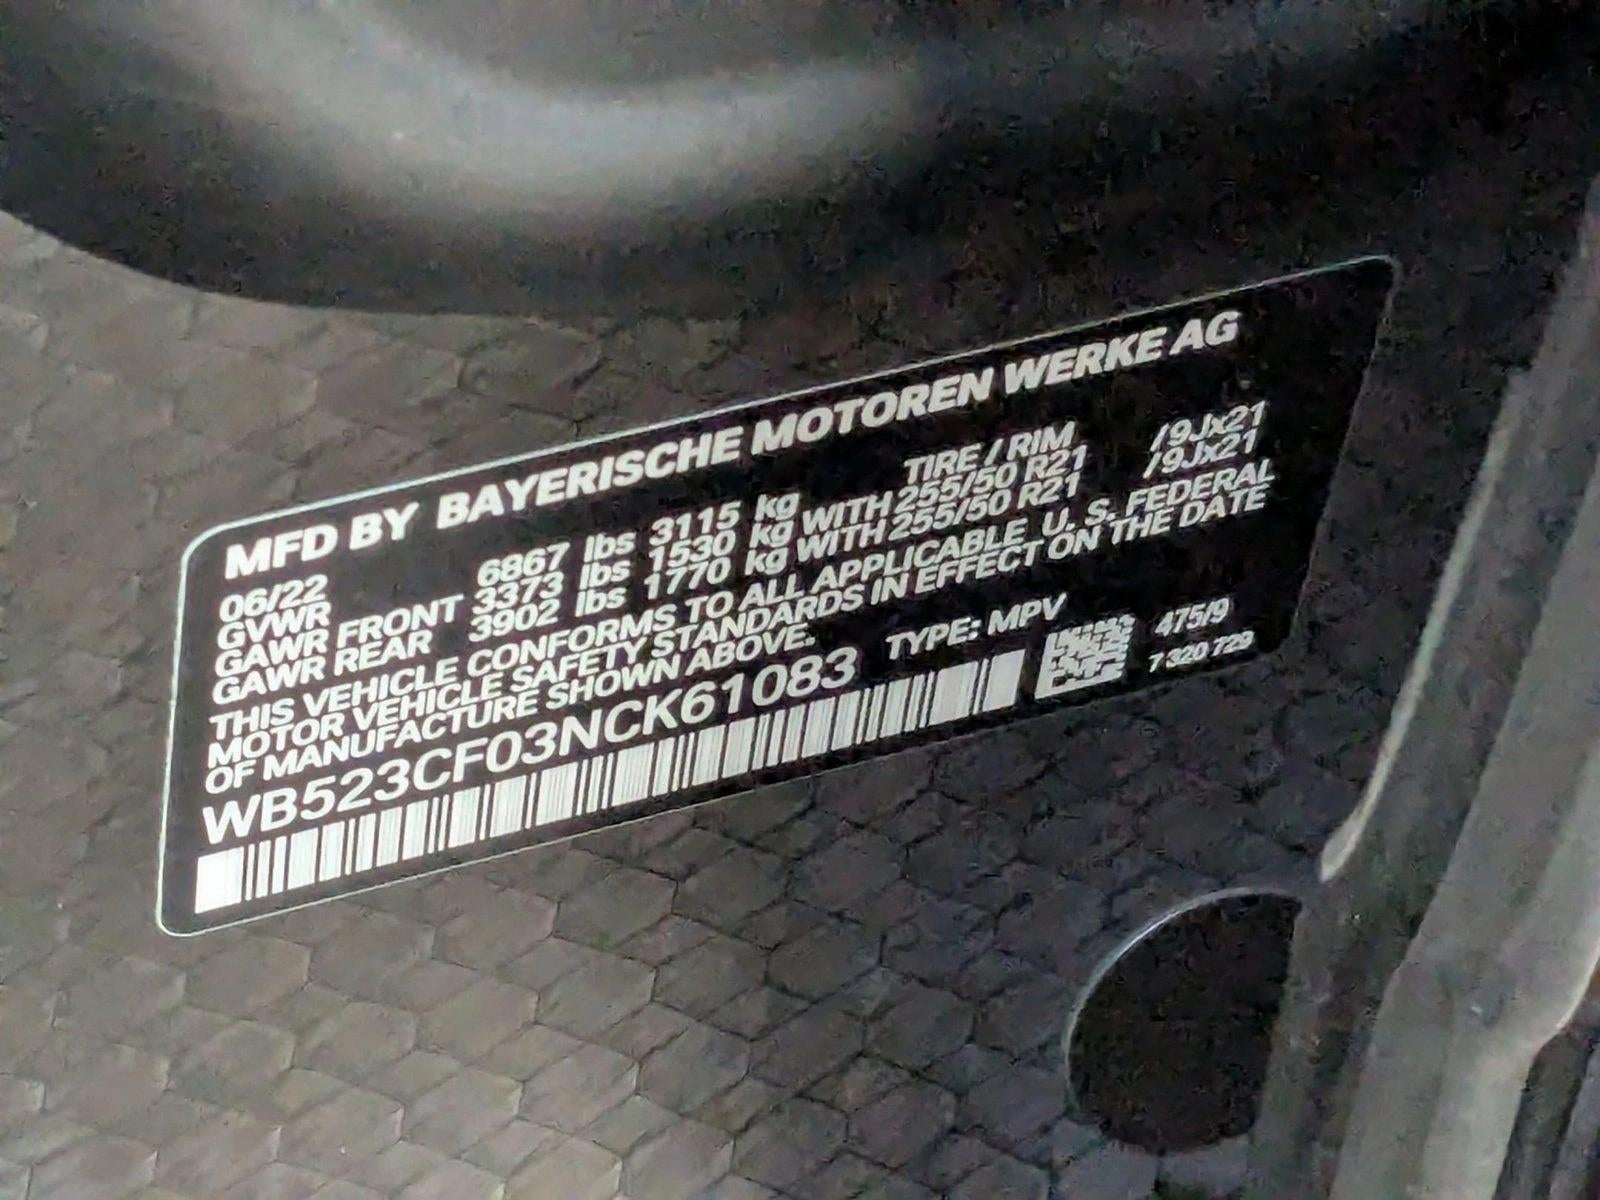 MFD BY BAYERISCHE MOTOREN WERKE AG
06/22 TIRE / RIM
GVWR 6867 lbs 3115 kg
GAWR FRONT 3373 lbs 1530 kg WITH 255/50 R21 /9Jx21
GAWR REAR 3902 lbs 1770 kg WITH 255/50 R21 /9Jx21
THIS VEHICLE CONFORMS TO ALL APPLICABLE U. S. FEDERAL
MOTOR VEHICLE SAFETY STANDARDS IN EFFECT ON THE DATE
OF MANUFACTURE SHOWN ABOVE.
WB523CF03NCK61083 TYPE: MPV
475/9
7 320 729